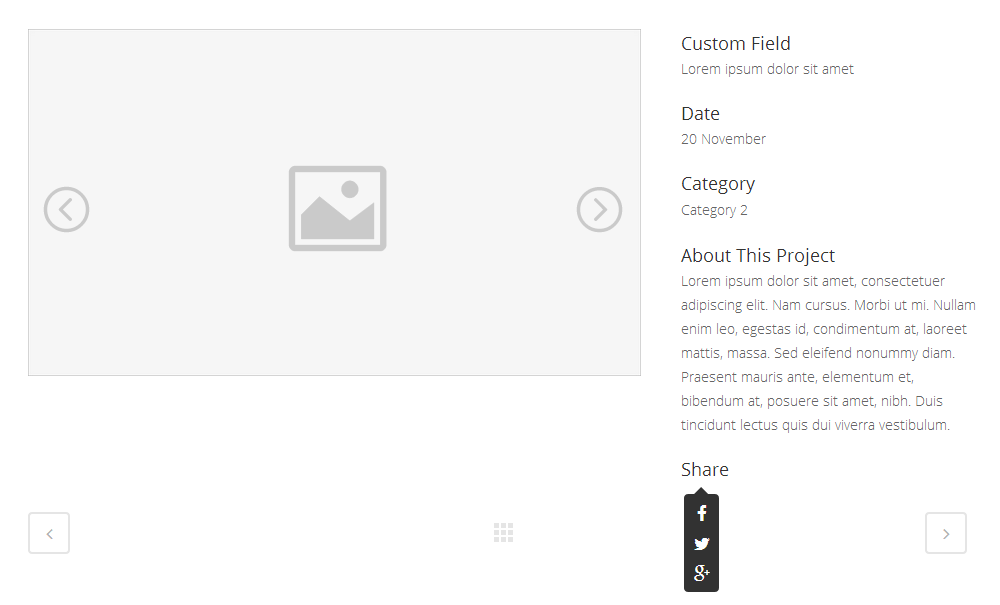 Custom Field
Lorem ipsum dolor sit amet
Date
20 November
Category
Category 2
About This Project
Lorem ipsum dolor sit amet, consectetuer
adipiscing elit. Nam cursus. Morbi ut mi. Nullam
enim leo, egestas id, condimentum at, laoreet
mattis, massa. Sed eleifend nonummy diam.
Praesent mauris ante, elementum et,
bibendum at, posuere sit amet, nibh. Duis
tincidunt lectus quis dui viverra vestibulum.
Share